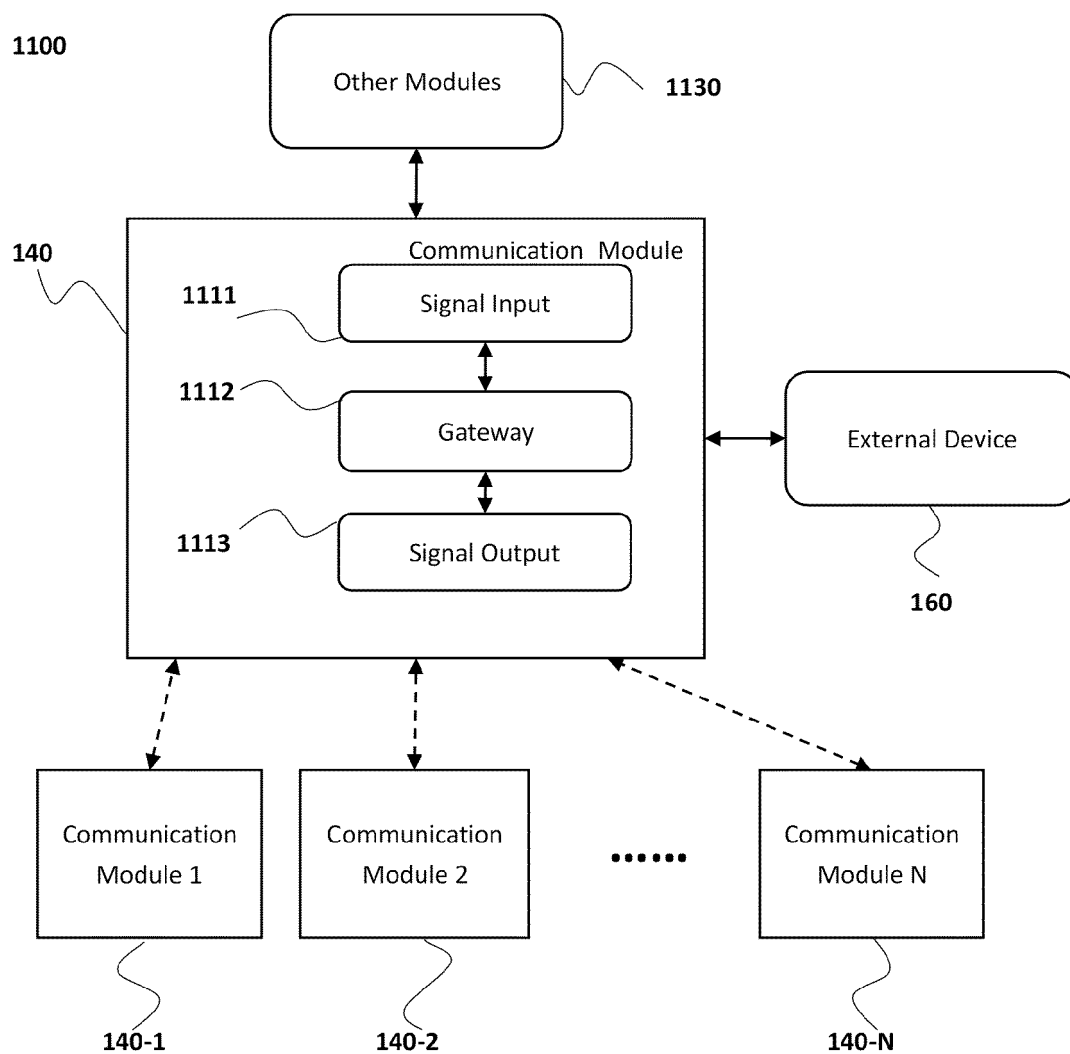 1100
Other Modules
1130
140
Communication Module
1111
Signal Input
1112
Gateway
External Device
1113
Signal Output
160
Communication
Module 1
Communication
Module 2
......
Communication
Module N
140-1
140-2
140-N